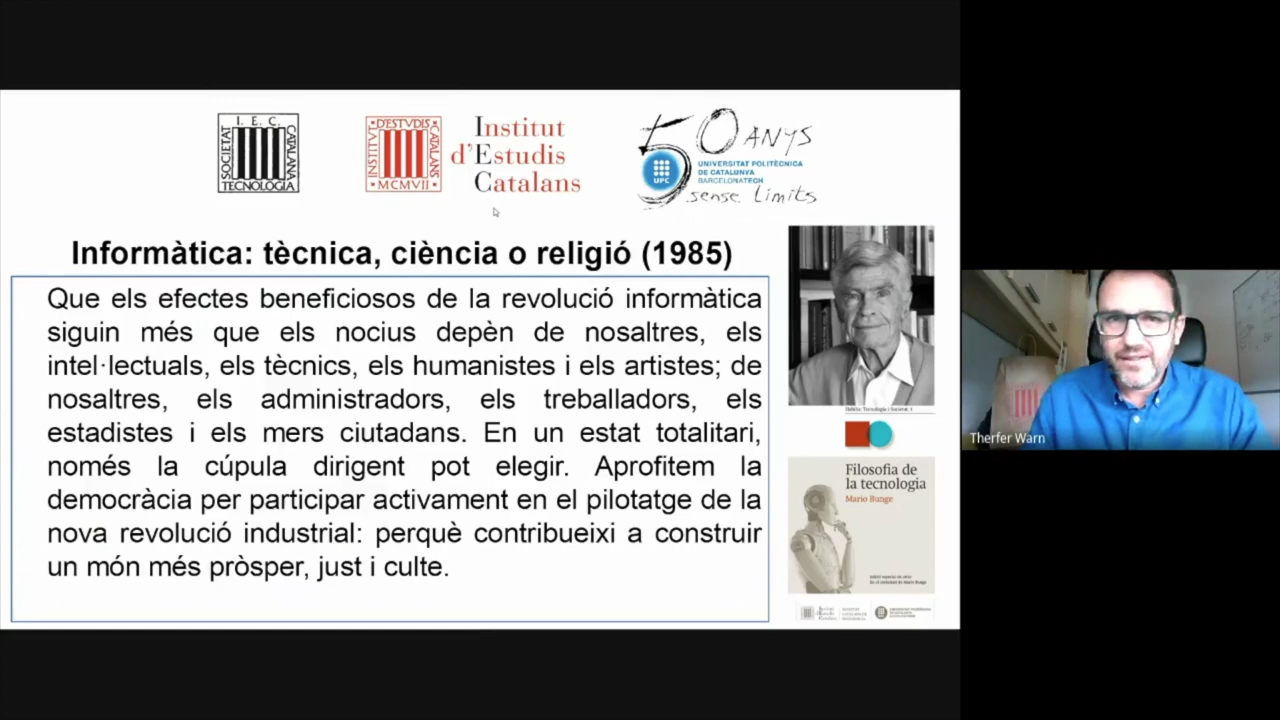 I. E. C.
SOCIETAT
CATALANA
TECNOLOGIA
INSTITVT
D'ESTVDIS
CATALANS
MCMVII
Institut
d'Estudis
Catalans
50 ANYS
UPC
UNIVERSITAT POLITÈCNICA
DE CATALUNYA
BARCELONATECH
sense límits
Informàtica: tècnica, ciència o religió (1985)
Que els efectes beneficiosos de la revolució informàtica
siguin més que els nocius depèn de nosaltres, els
intel·lectuals, els tècnics, els humanistes i els artistes; de
nosaltres, els administradors, els treballadors, els
estadistes i els mers ciutadans. En un estat totalitari,
només la cúpula dirigent pot elegir. Aprofitem la
democràcia per participar activament en el pilotatge de la
nova revolució industrial: perquè contribueixi a construir
un món més pròsper, just i culte.
Filosofia de
la tecnologia
Mario Bunge
Therfer Warn